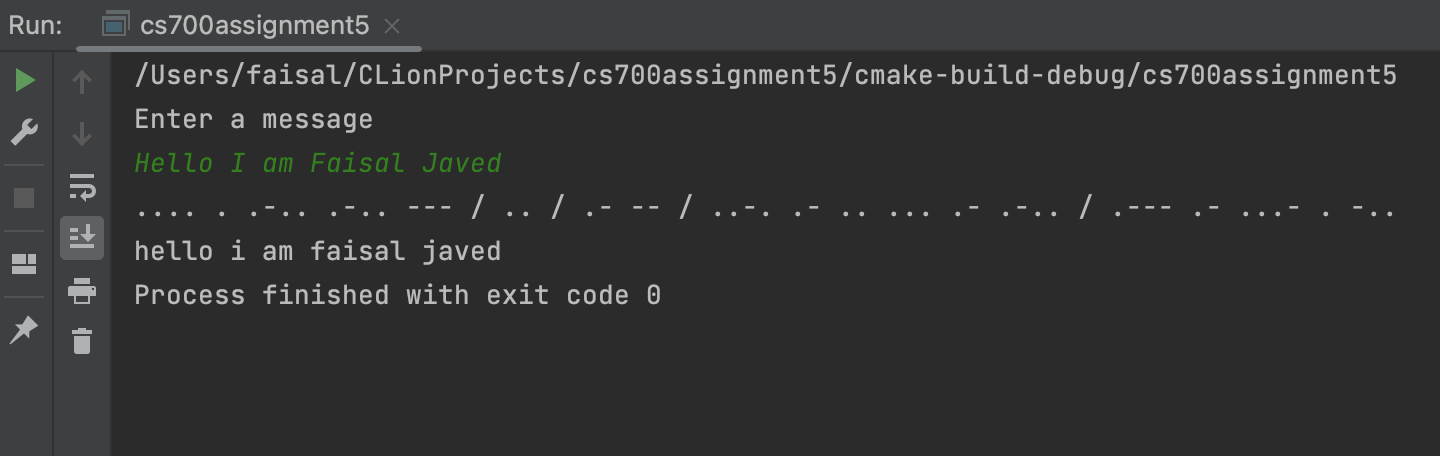 Run: cs700assignment5
/Users/faisal/CLionProjects/cs700assignment5/cmake-build-debug/cs700assignment5
Enter a message
Hello I am Faisal Javed
.... . .-.. .-.. --- / .. / .- -- / ..-. .- .. ... .- .-.. / .--- .- ...- . -..
hello i am faisal javed
Process finished with exit code 0